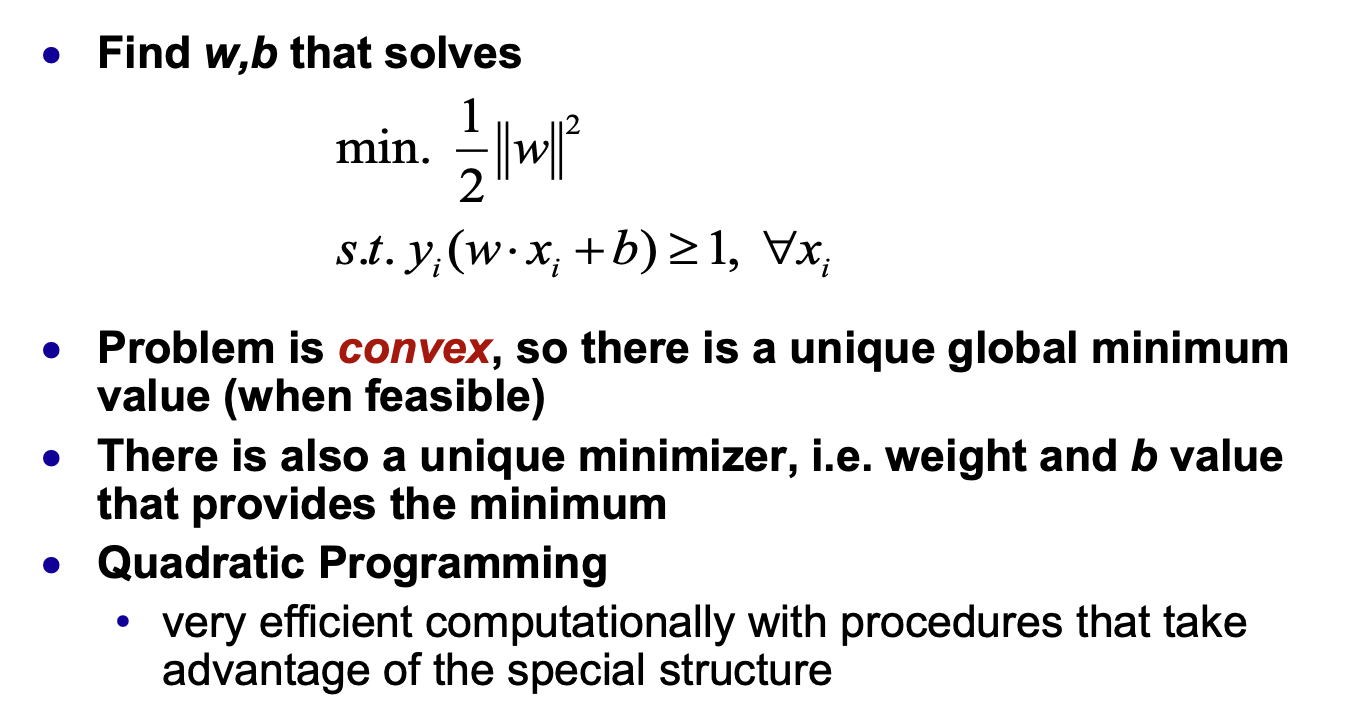 • Find w,b that solves
min. 1/2 ‖w‖²
s.t. yᵢ(w · xᵢ + b) ≥ 1, ∀xᵢ
• Problem is convex, so there is a unique global minimum
value (when feasible)
• There is also a unique minimizer, i.e. weight and b value
that provides the minimum
• Quadratic Programming
• very efficient computationally with procedures that take
advantage of the special structure